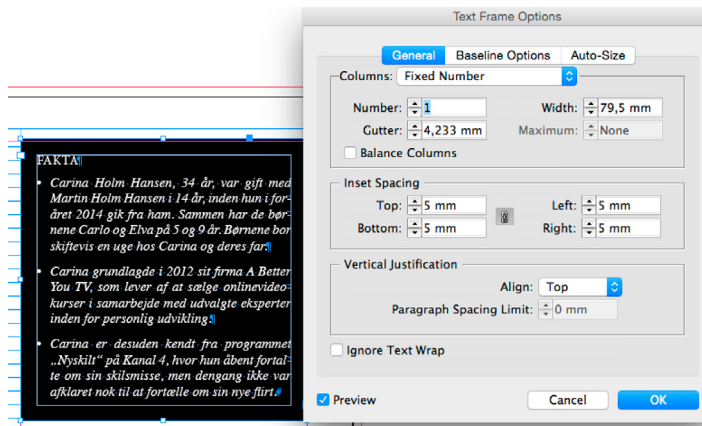 Text Frame Options
General Baseline Options Auto-Size
Columns: Fixed Number
Number: 1 Width: 79,5 mm
Gutter: 4,233 mm Maximum: None
Balance Columns
Inset Spacing
Top: 5 mm Left: 5 mm
Bottom: 5 mm Right: 5 mm
Vertical Justification
Align: Top
Paragraph Spacing Limit: 0 mm
Ignore Text Wrap
Preview Cancel OK
FAKTA¶
• Carina Holm Hansen, 34 år, var gift med
Martin Holm Hansen i 14 år, inden hun i for-
året 2014 gik fra ham. Sammen har de bør-
nene Carlo og Elva på 5 og 9 år. Børnene bor
skiftevis en uge hos Carina og deres far.¶
• Carina grundlagde i 2012 sit firma A Better
You TV, som lever af at sælge onlinevideo-
kurser i samarbejde med udvalgte eksperter
inden for personlig udvikling.¶
• Carina er desuden kendt fra programmet
„Nyskilt“ på Kanal 4, hvor hun åbent fortal-
te om sin skilsmisse, men dengang ikke var
afklaret nok til at fortælle om sin nye flirt.#